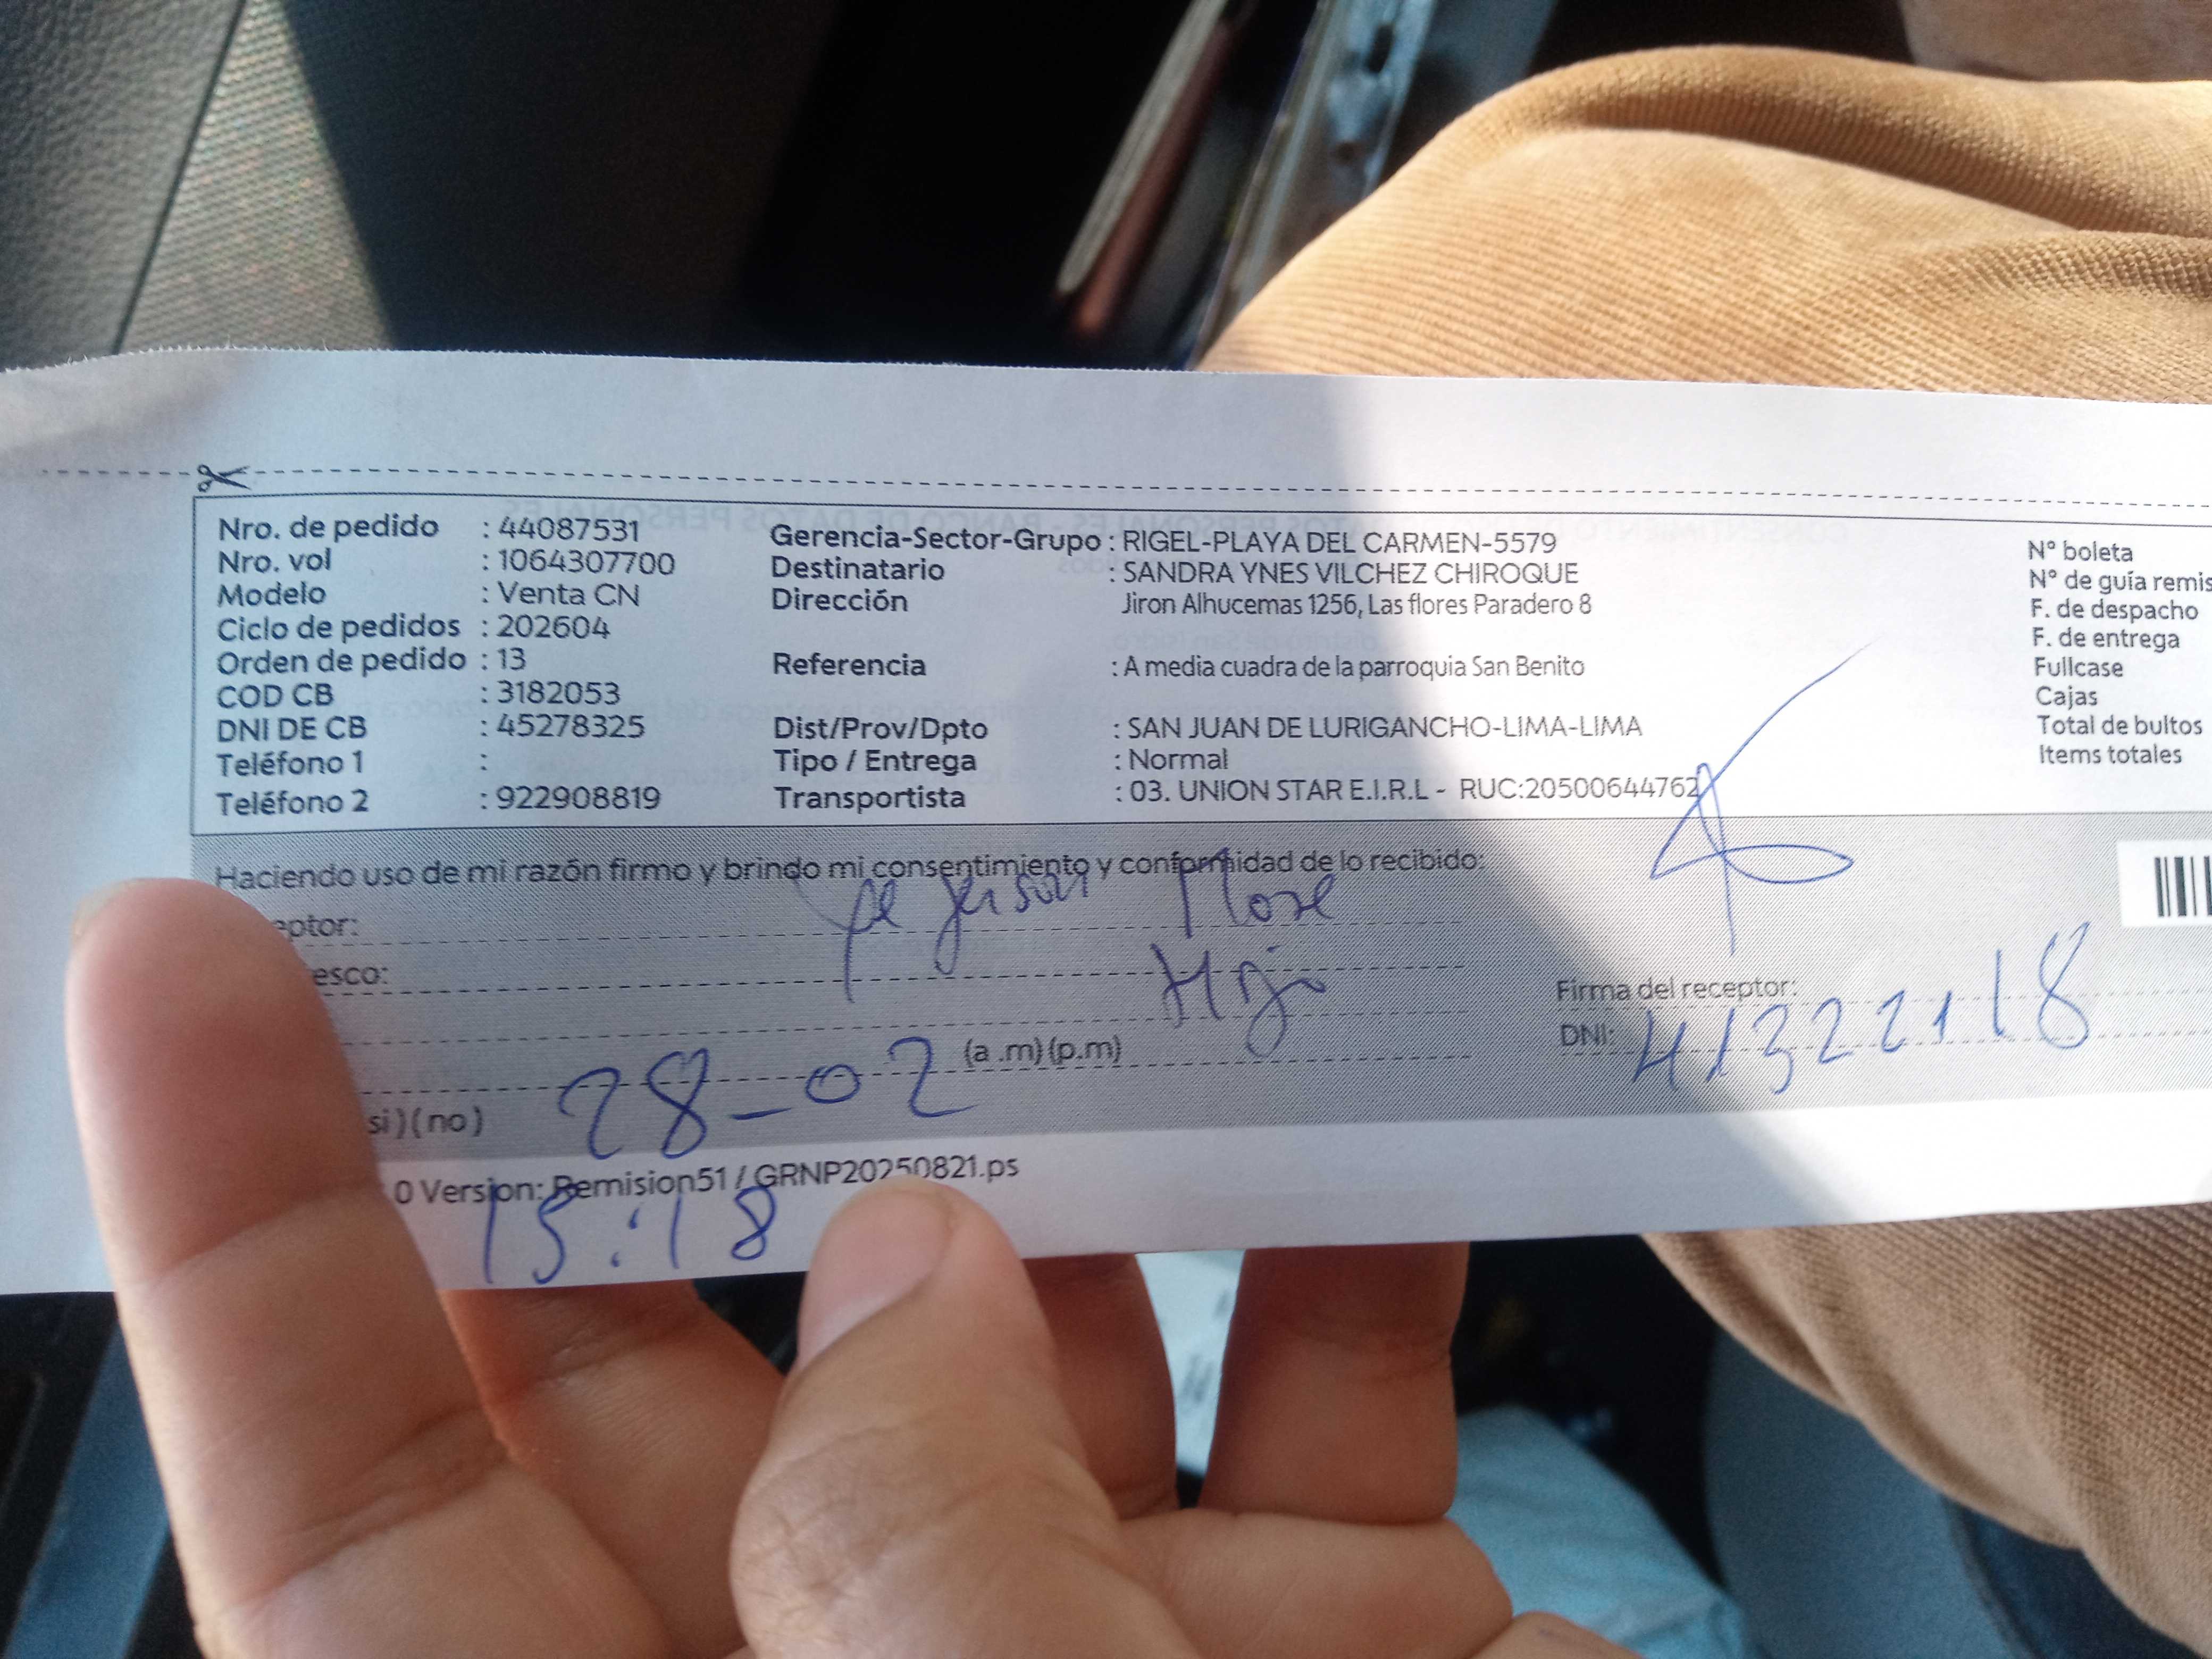 Nro. de pedido : 44087531
Nro. vol : 1064307700
Modelo : Venta CN
Ciclo de pedidos : 202604
Orden de pedido : 13
COD CB : 3182053
DNI DE CB : 45278325
Teléfono 1 :
Teléfono 2 : 922908819
Gerencia-Sector-Grupo : RIGEL-PLAYA DEL CARMEN-5579
Destinatario : SANDRA YNES VILCHEZ CHIROQUE
Dirección Jiron Alhucemas 1256, Las flores Paradero 8
Referencia : A media cuadra de la parroquia San Benito
Dist/Prov/Dpto : SAN JUAN DE LURIGANCHO-LIMA-LIMA
Tipo / Entrega : Normal
Transportista : 03. UNION STAR E.I.R.L - RUC:20500644762
N° boleta
N° de guía remis
F. de despacho
F. de entrega
Fullcase
Cajas
Total de bultos
Items totales
Haciendo uso de mi razón firmo y brindo mi consentimiento y conformidad de lo recibido:
eptor:
esco: Hijo
(a .m)(p.m)
si)(no) 28-02
Firma del receptor:
DNI: 41322118
0 Version: Remision51 / GRNP20250821.ps
15:18